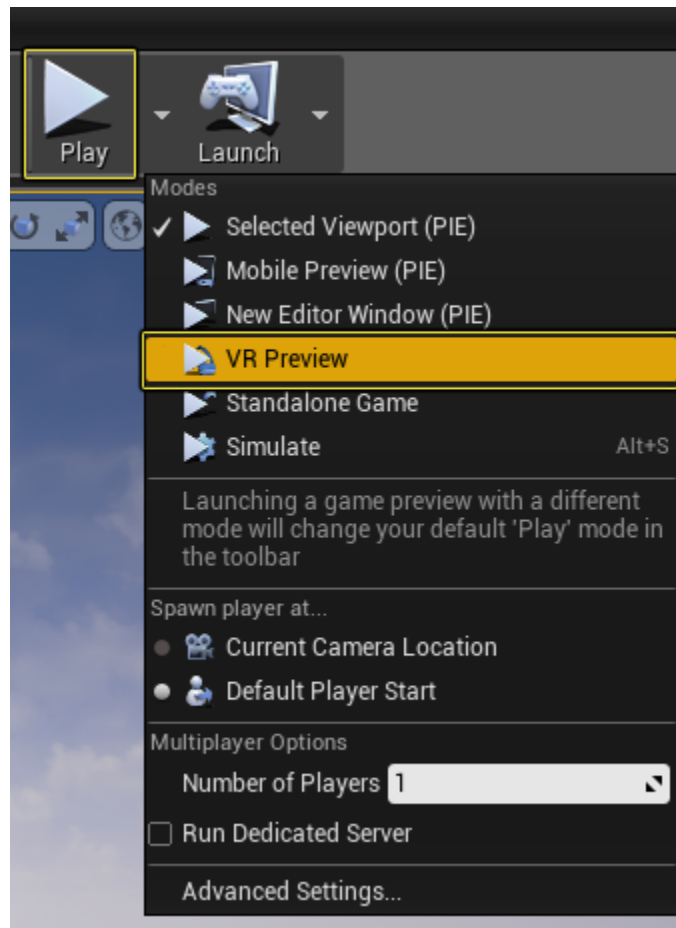 Play
Launch
Modes
Selected Viewport (PIE)
Mobile Preview (PIE)
New Editor Window (PIE)
VR Preview
Standalone Game
Simulate Alt+S
Launching a game preview with a different
mode will change your default 'Play' mode in
the toolbar
Spawn player at...
Current Camera Location
Default Player Start
Multiplayer Options
Number of Players 1
Run Dedicated Server
Advanced Settings...